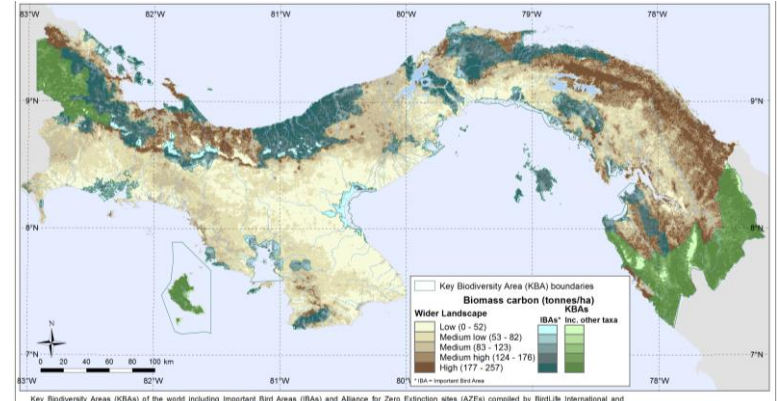 83°W 82°W 81°W 80°W 79°W 78°W
9°N 9°N
8°N 8°N
7°N 7°N
N
0 20 40 60 80 100 km
Key Biodiversity Area (KBA) boundaries
Biomass carbon (tonnes/ha)
Wider Landscape IBAs* KBAs Inc. other taxa
Low (0 - 52)
Medium low (53 - 82)
Medium (83 - 123)
Medium high (124 - 176)
High (177 - 257)
* IBA = Important Bird Area
83°W 82°W 81°W 80° 78°W
Key Biodiversity Areas (KBAs) of the world including Important Bird Areas (IBAs) and Alliance for Zero Extinction sites (AZEs) compiled by BirdLife International and